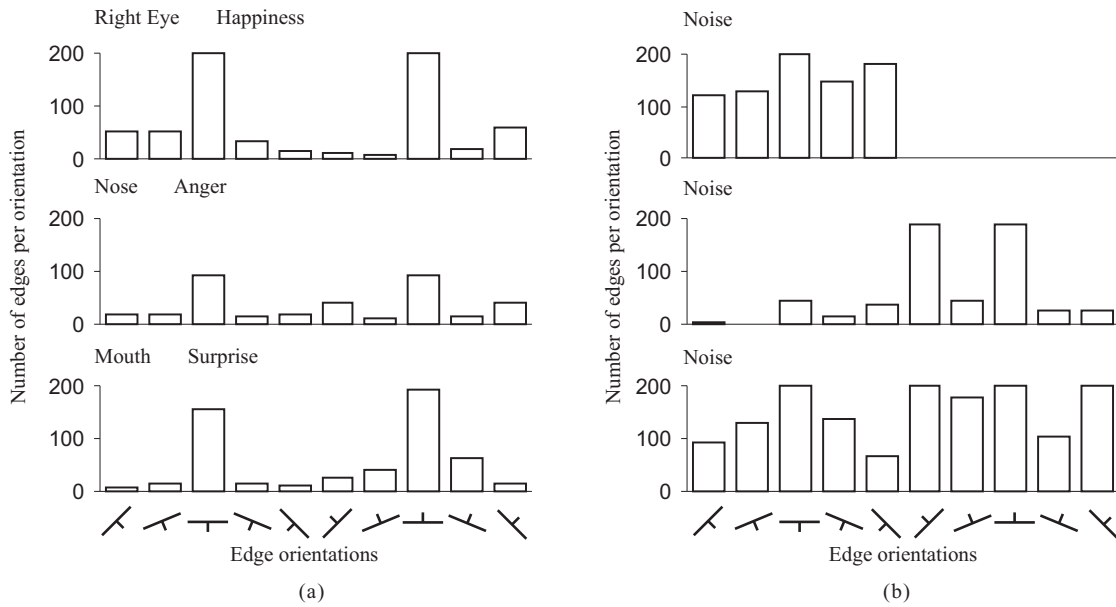 Right Eye Happiness
200
100
0
Nose Anger
200
100
0
Mouth Surprise
200
100
0
Number of edges per orientation
Edge orientations
(a)
Noise
200
100
0
Noise
200
100
0
Noise
200
100
0
Number of edges per orientation
Edge orientations
(b)